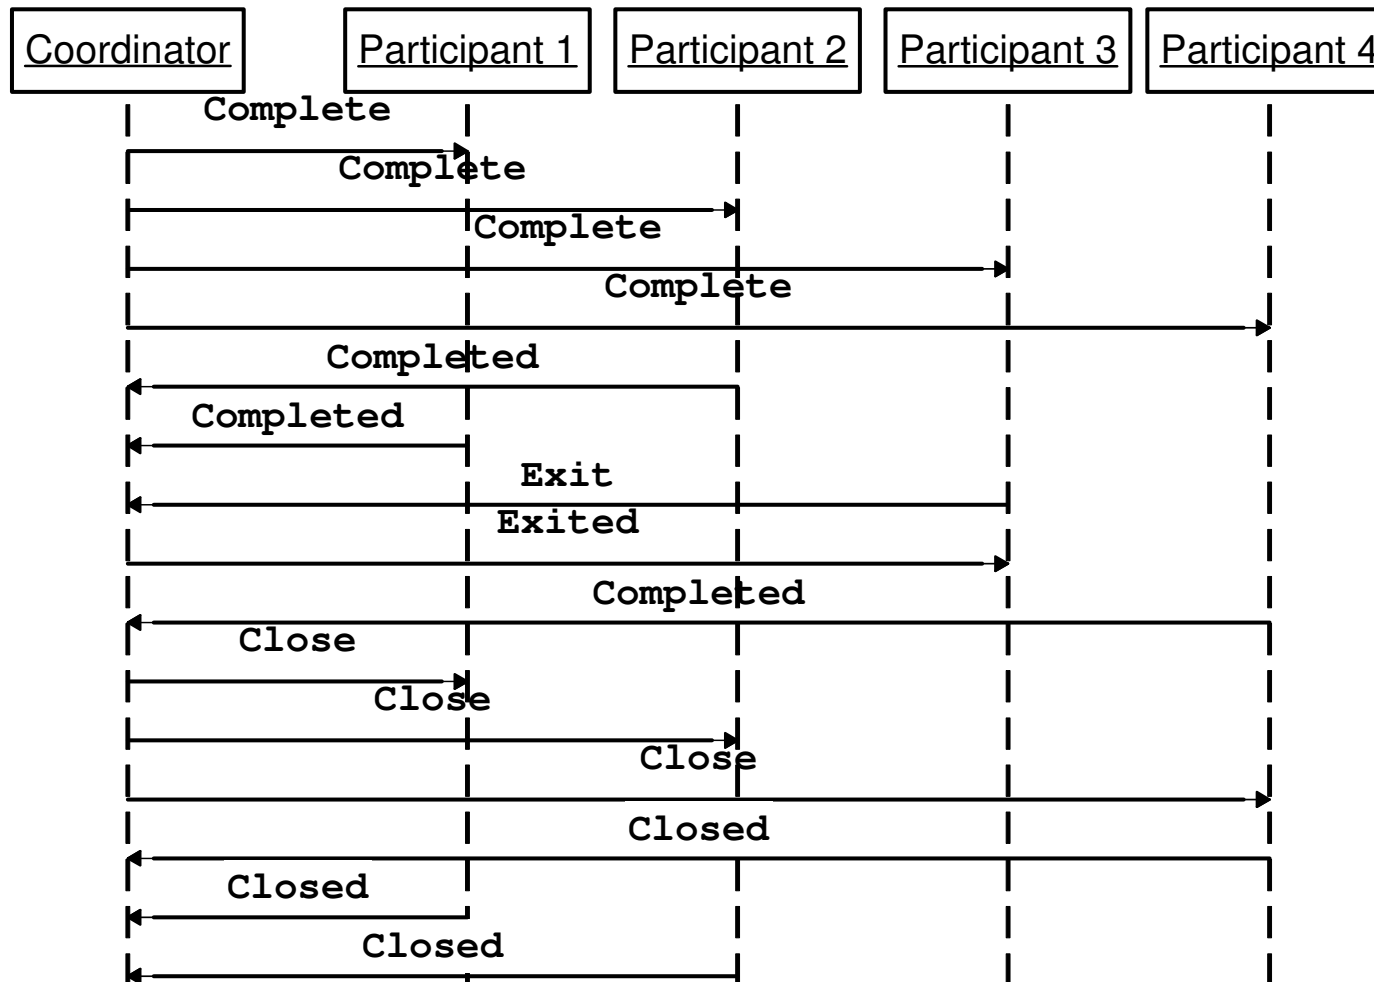 Coordinator Participant 1 Participant 2 Participant 3 Participant 4
Complete
Complete
Complete
Complete
Completed
Completed
Exit
Exited
Completed
Close
Close
Close
Closed
Closed
Closed